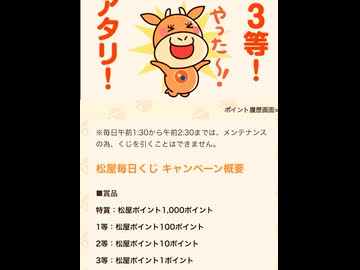 3等!
アタリ!
やった〜!
ポイント履歴画面>
※毎日午前1:30から午前2:30までは、メンテナンス
の為、くじを引くことはできません。
松屋毎日くじ キャンペーン概要
■賞品
特賞：松屋ポイント1,000ポイント
1等：松屋ポイント100ポイント
2等：松屋ポイント10ポイント
3等：松屋ポイント1ポイント